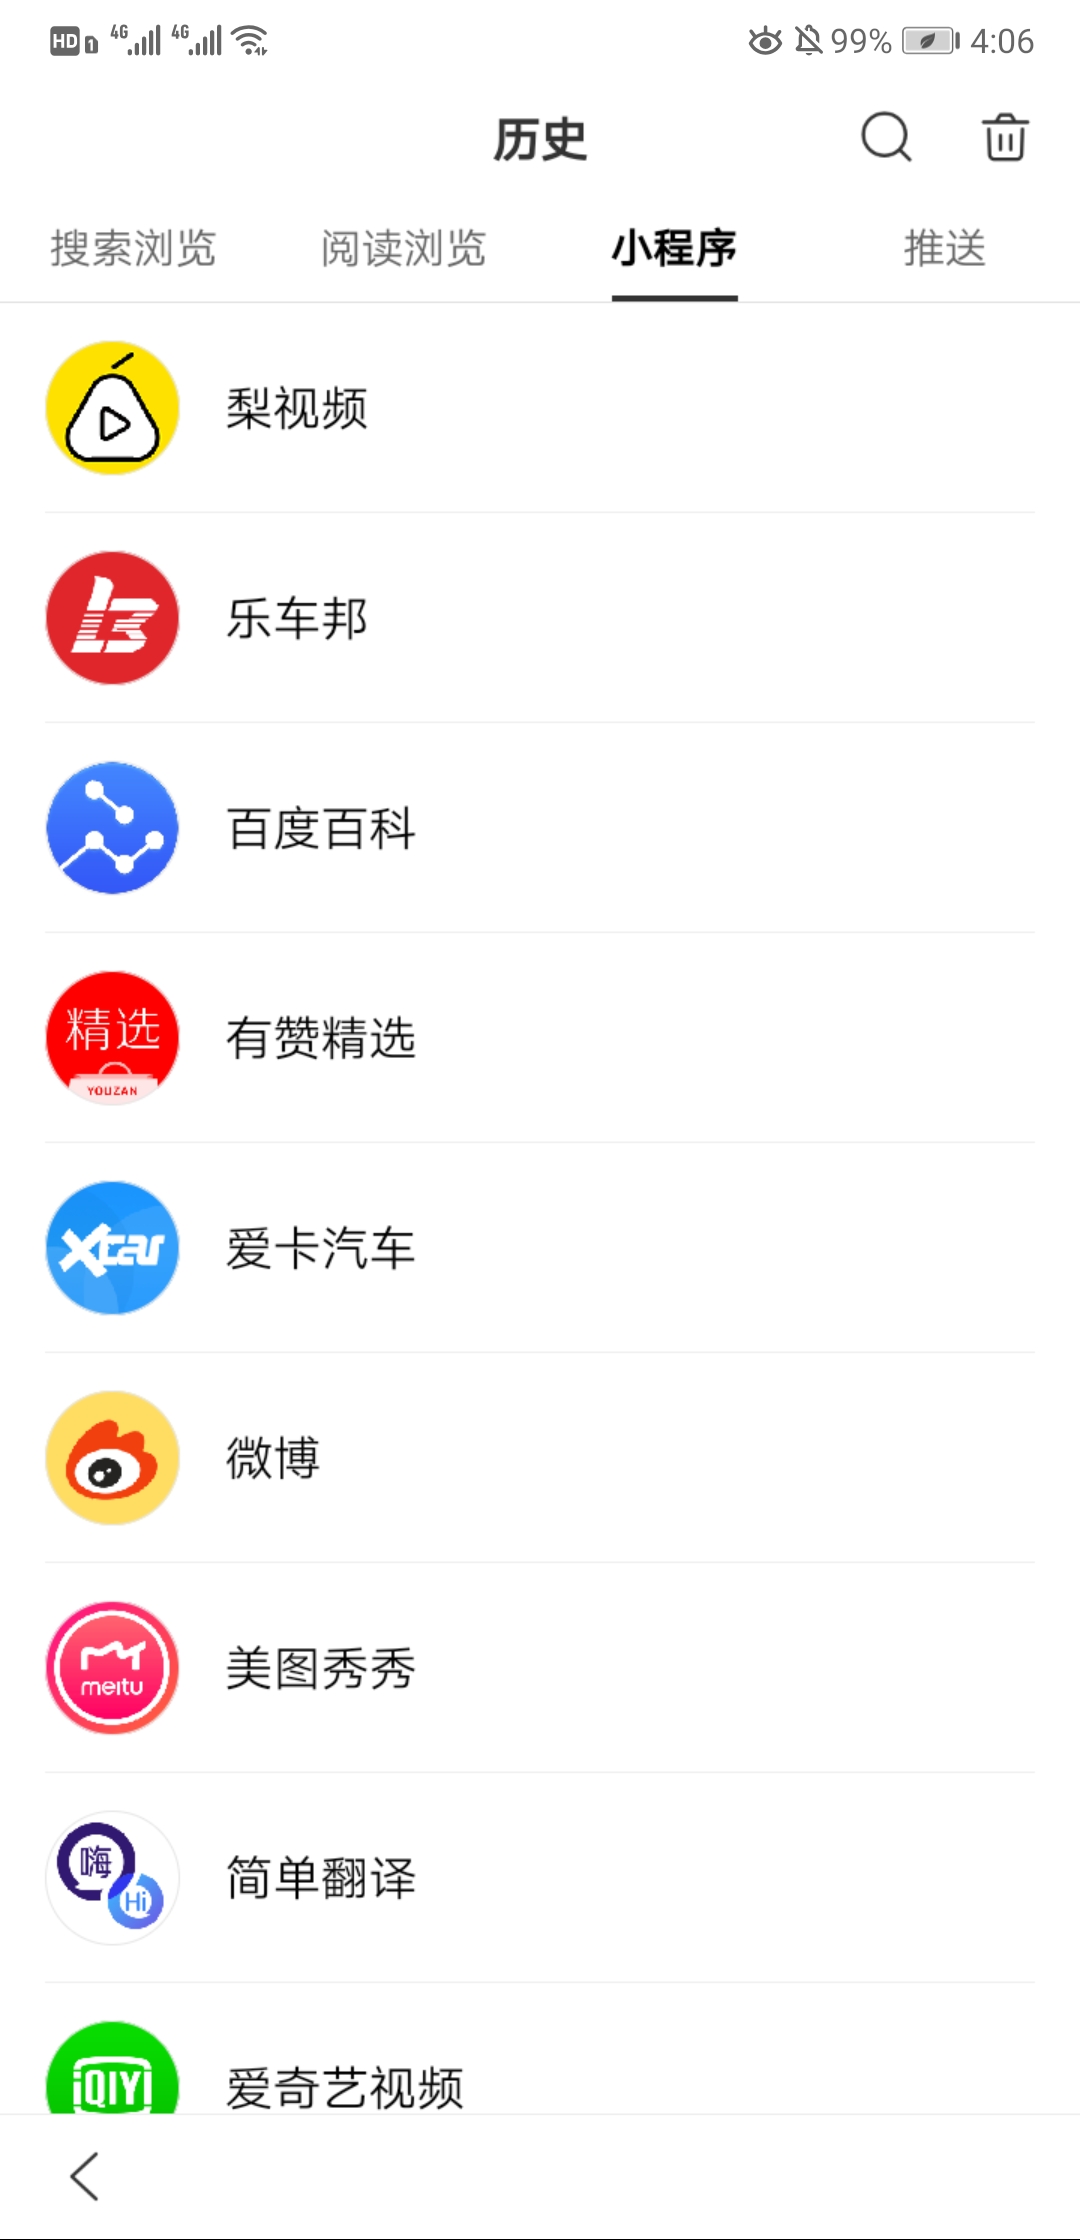 HD 1 4G 4G 99% 4:06
历史
搜索浏览 阅读浏览 小程序 推送
梨视频
乐车邦
百度百科
精选
YOUZAN
有赞精选
xcar
爱卡汽车
微博
meitu
美图秀秀
嗨
Hi
简单翻译
iQIYI
爱奇艺视频